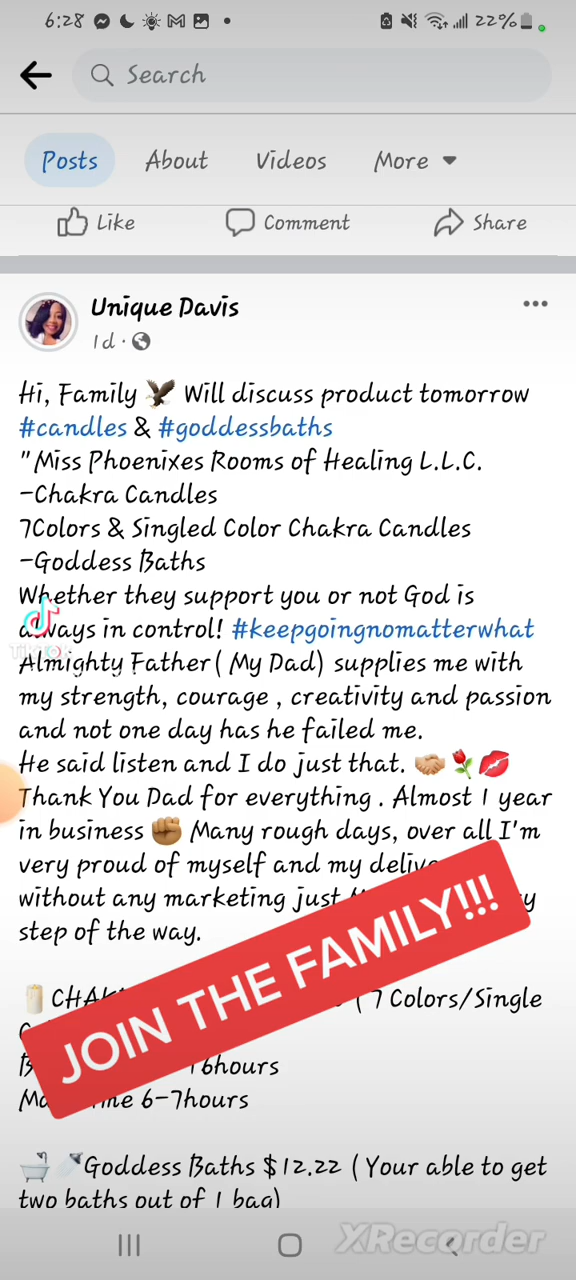 6:28
22%
Search
Posts About Videos More
Like Comment Share
Unique Davis
1d
Hi, Family Will discuss product tomorrow
#candles & #goddessbaths
"Miss Phoenixes Rooms of Healing L.L.C.
-Chakra Candles
7Colors & Singled Color Chakra Candles
-Goddess Baths
Whether they support you or not God is
always in control! #keepgoingnomatterwhat
Almighty Father( My Dad) supplies me with
my strength, courage , creativity and passion
and not one day has he failed me.
He said listen and I do just that.
Thank You Dad for everything . Almost 1 year
in business Many rough days, over all I'm
very proud of myself and my
without any marketing just
step of the way.
JOIN THE FAMILY!!!
( 7 Colors/Single
6hours
6-7hours
Goddess Baths $12.22 ( Your able to get
two baths out of 1 bag)
XRecorder